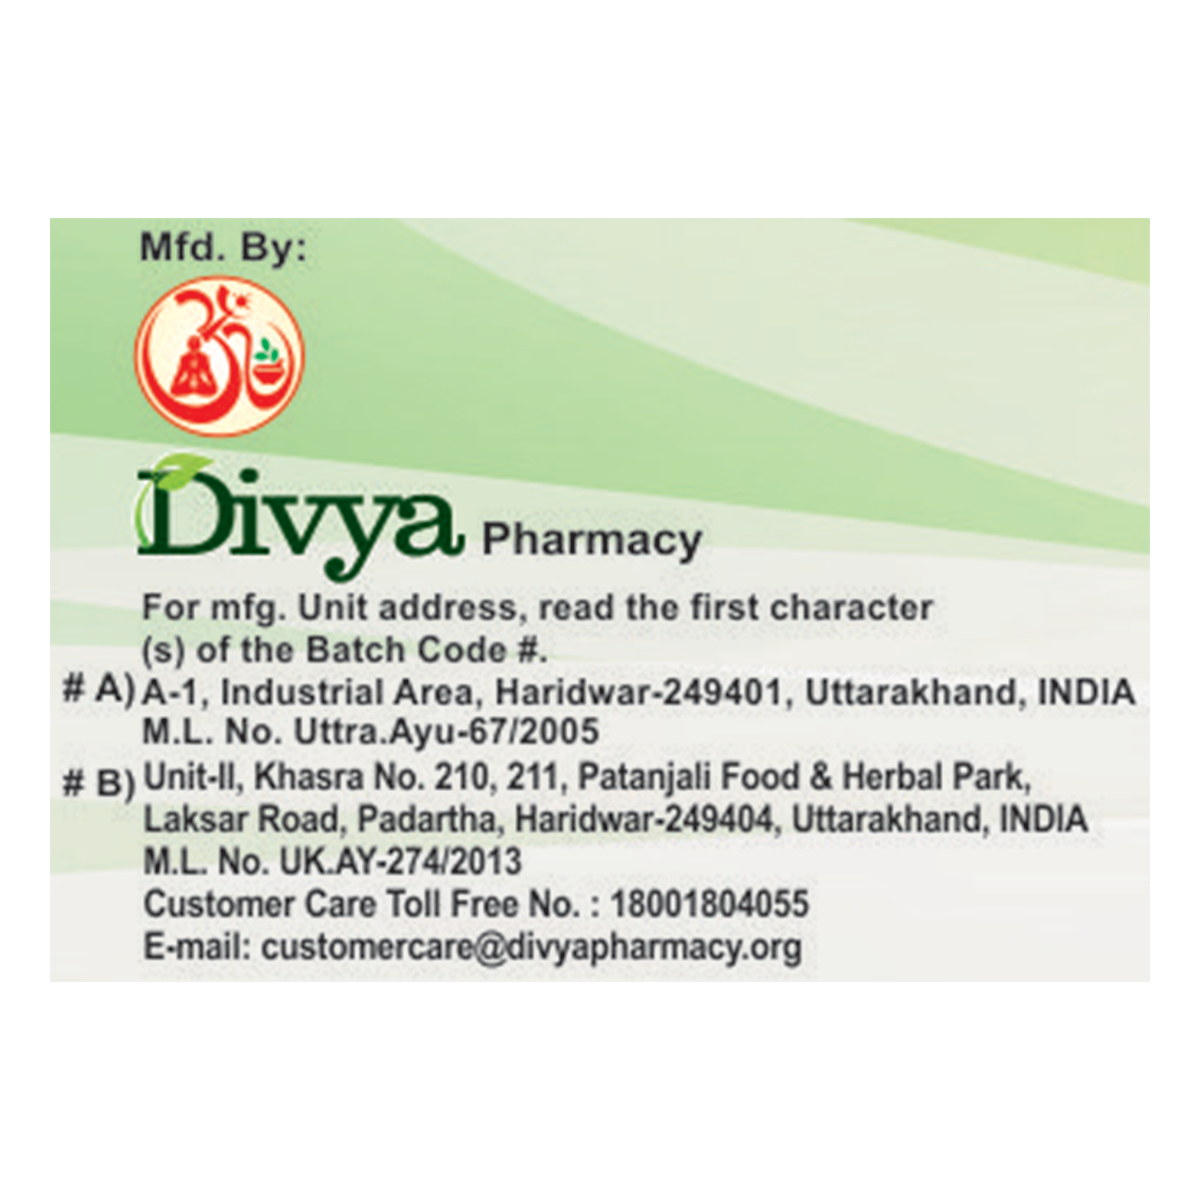 Mfd. By:
Divya Pharmacy
For mfg. Unit address, read the first character
(s) of the Batch Code #.
# A) A-1, Industrial Area, Haridwar-249401, Uttarakhand, INDIA
M.L. No. Uttra.Ayu-67/2005
# B) Unit-II, Khasra No. 210, 211, Patanjali Food & Herbal Park,
Laksar Road, Padartha, Haridwar-249404, Uttarakhand, INDIA
M.L. No. UK.AY-274/2013
Customer Care Toll Free No. : 18001804055
E-mail: customercare@divyapharmacy.org